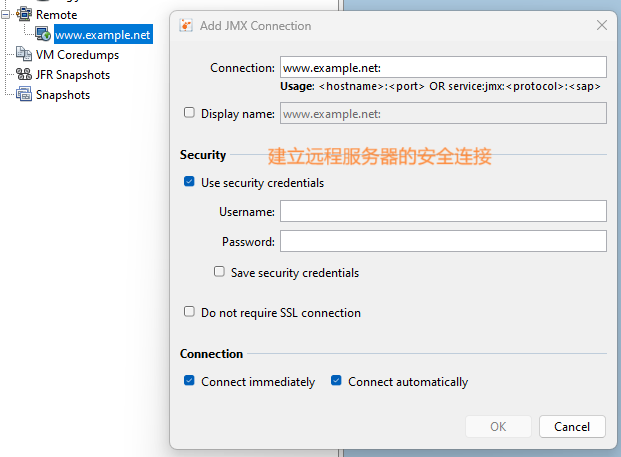 Remote
www.example.net
VM Coredumps
JFR Snapshots
Snapshots
Add JMX Connection
Connection: www.example.net:
Usage: <hostname>:<port> OR service:jmx:<protocol>:<sap>
Display name: www.example.net:
Security
建立远程服务器的安全连接
Use security credentials
Username:
Password:
Save security credentials
Do not require SSL connection
Connection
Connect immediately Connect automatically
OK Cancel